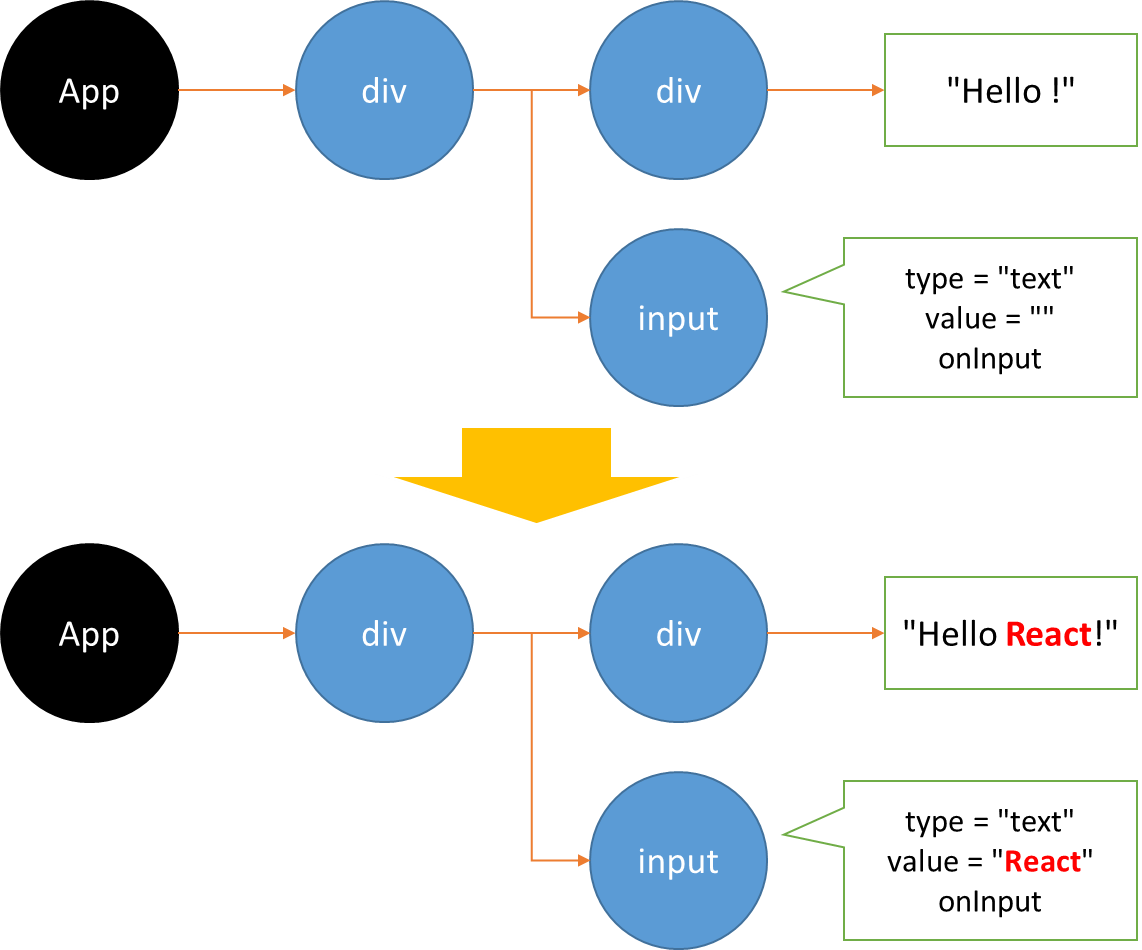 App
div
div
"Hello !"
input
type = "text"
value = ""
onInput
App
div
div
"Hello React!"
input
type = "text"
value = "React"
onInput